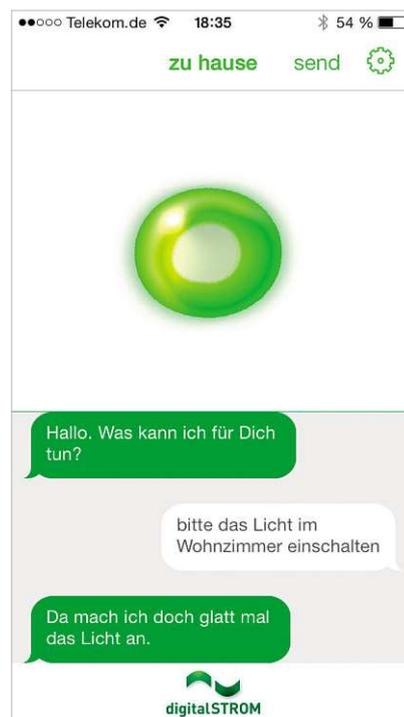 Telekom.de 18:35 54 %
zu hause send
Hallo. Was kann ich für Dich
tun?
bitte das Licht im
Wohnzimmer einschalten
Da mach ich doch glatt mal
das Licht an.
digitalSTROM